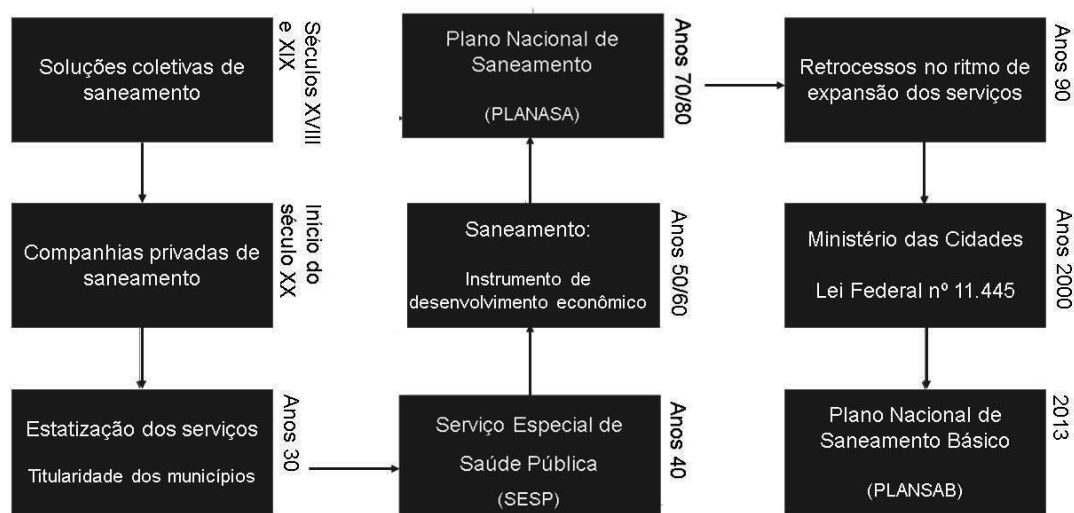 Soluções coletivas de
saneamento
Séculos XVIII
e XIX
Companhias privadas de
saneamento
Início do
século XX
Estatização dos serviços
Titularidade dos municípios
Anos 30
Serviço Especial de
Saúde Pública
(SESP)
Anos 40
Saneamento:
Instrumento de
desenvolvimento econômico
Anos 50/60
Plano Nacional de
Saneamento
(PLANASA)
Anos 70/80
Retrocessos no ritmo de
expansão dos serviços
Anos 90
Ministério das Cidades
Lei Federal nº 11.445
Anos 2000
Plano Nacional de
Saneamento Básico
(PLANSAB)
2013